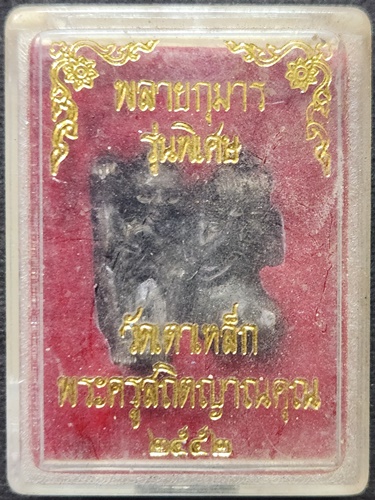 พลายกุมาร
รุ่นพิเศษ
วัดเตาเหล็ก
พระครูสถิตญาณคุณ
๒๕๕๒